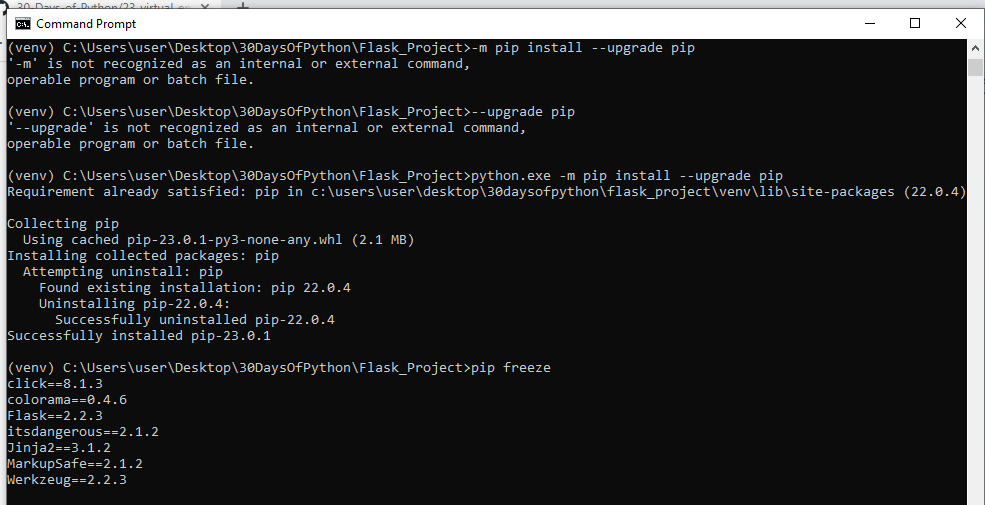 30-Days-of-Python/23_virtual_en
Command Prompt
(venv) C:\Users\user\Desktop\30DaysOfPython\Flask_Project>-m pip install --upgrade pip
'-m' is not recognized as an internal or external command,
operable program or batch file.
(venv) C:\Users\user\Desktop\30DaysOfPython\Flask_Project>--upgrade pip
'--upgrade' is not recognized as an internal or external command,
operable program or batch file.
(venv) C:\Users\user\Desktop\30DaysOfPython\Flask_Project>python.exe -m pip install --upgrade pip
Requirement already satisfied: pip in c:\users\user\desktop\30daysofpython\flask_project\venv\lib\site-packages (22.0.4)
Collecting pip
Using cached pip-23.0.1-py3-none-any.whl (2.1 MB)
Installing collected packages: pip
Attempting uninstall: pip
Found existing installation: pip 22.0.4
Uninstalling pip-22.0.4:
Successfully uninstalled pip-22.0.4
Successfully installed pip-23.0.1
(venv) C:\Users\user\Desktop\30DaysOfPython\Flask_Project>pip freeze
click==8.1.3
colorama==0.4.6
Flask==2.2.3
itsdangerous==2.1.2
Jinja2==3.1.2
MarkupSafe==2.1.2
Werkzeug==2.2.3